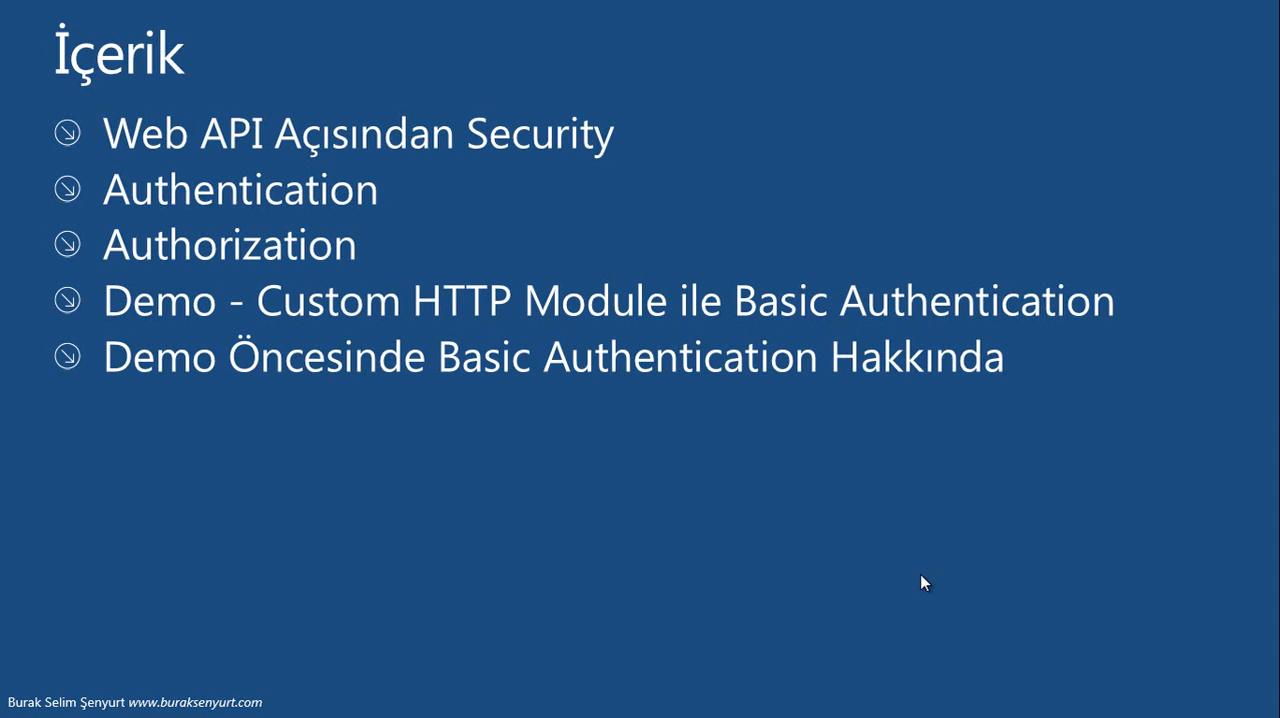 İçerik
Web API Açısından Security
Authentication
Authorization
Demo - Custom HTTP Module ile Basic Authentication
Demo Öncesinde Basic Authentication Hakkında
Burak Selim Şenyurt www.buraksenyurt.com